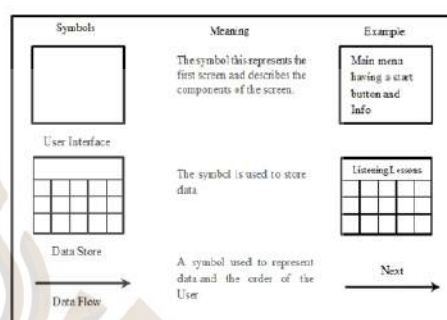 Symbols Meaning Example
The symbol this represents the
first screen and describes the
components of the screen.
Main menu
having a start
button and
Info
User Interface
The symbol is used to store
data
Listening Lessons
Data Store
A symbol used to represent
data and the order of the
User
Next
Data Flow